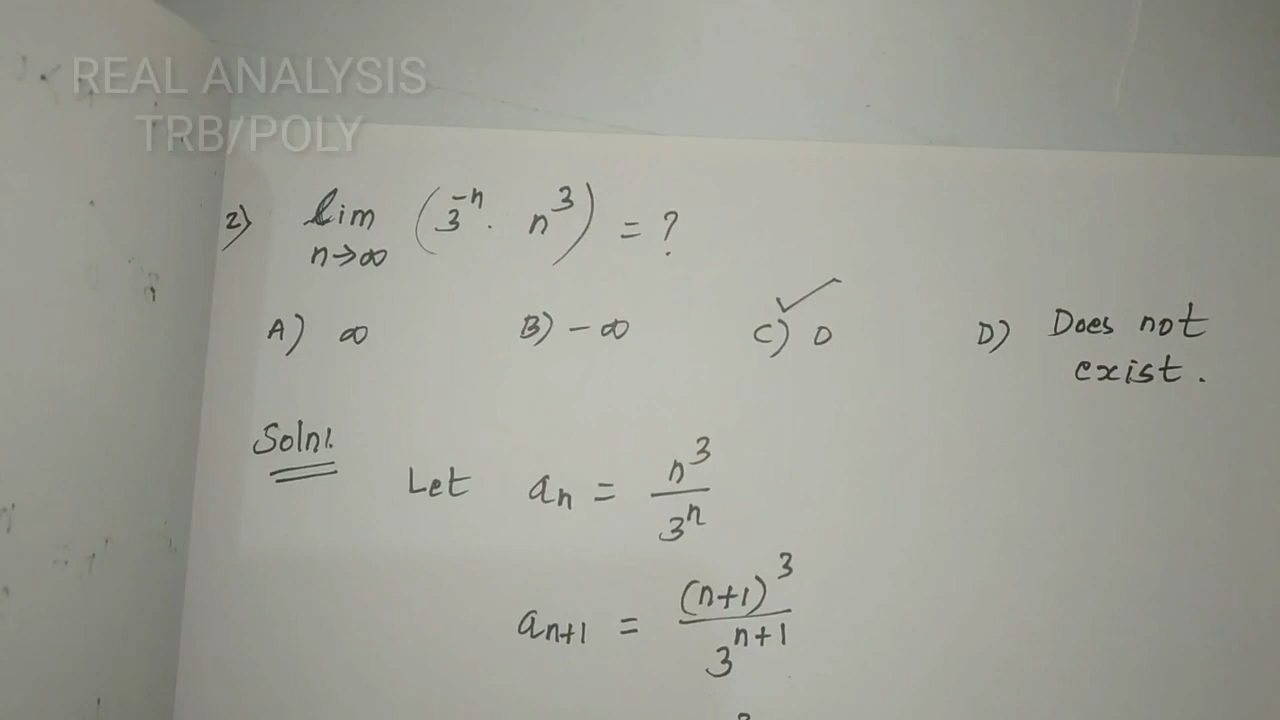 REAL ANALYSIS
TRB/POLY
2) lim n→∞ (3^-n . n^3) = ?
A) ∞ B) -∞ C) 0 D) Does not exist.
Soln:
Let a_n = n^3 / 3^n
a_n+1 = (n+1)^3 / 3^n+1